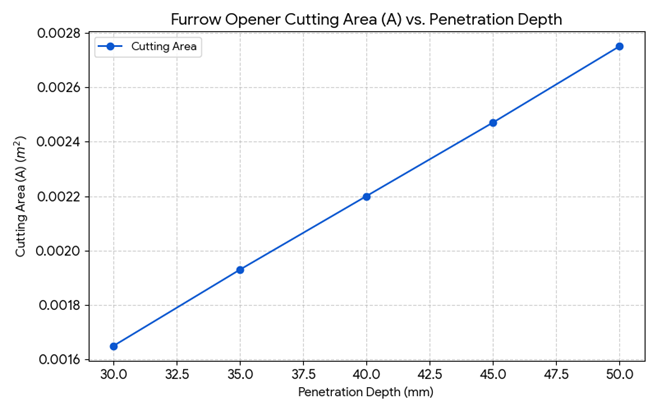 Furrow Opener Cutting Area (A) vs. Penetration Depth
Cutting Area
0.0028
0.0026
0.0024
0.0022
0.0020
0.0018
0.0016
Cutting Area (A) (m²)
30.0 32.5 35.0 37.5 40.0 42.5 45.0 47.5 50.0
Penetration Depth (mm)